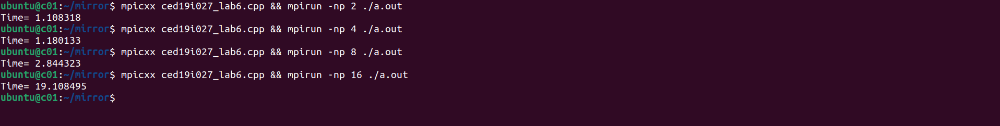 ubuntu@c01:~/mirror$ mpicxx ced19i027_lab6.cpp && mpirun -np 2 ./a.out
Time= 1.108318
ubuntu@c01:~/mirror$ mpicxx ced19i027_lab6.cpp && mpirun -np 4 ./a.out
Time= 1.180133
ubuntu@c01:~/mirror$ mpicxx ced19i027_lab6.cpp && mpirun -np 8 ./a.out
Time= 2.844323
ubuntu@c01:~/mirror$ mpicxx ced19i027_lab6.cpp && mpirun -np 16 ./a.out
Time= 19.108495
ubuntu@c01:~/mirror$